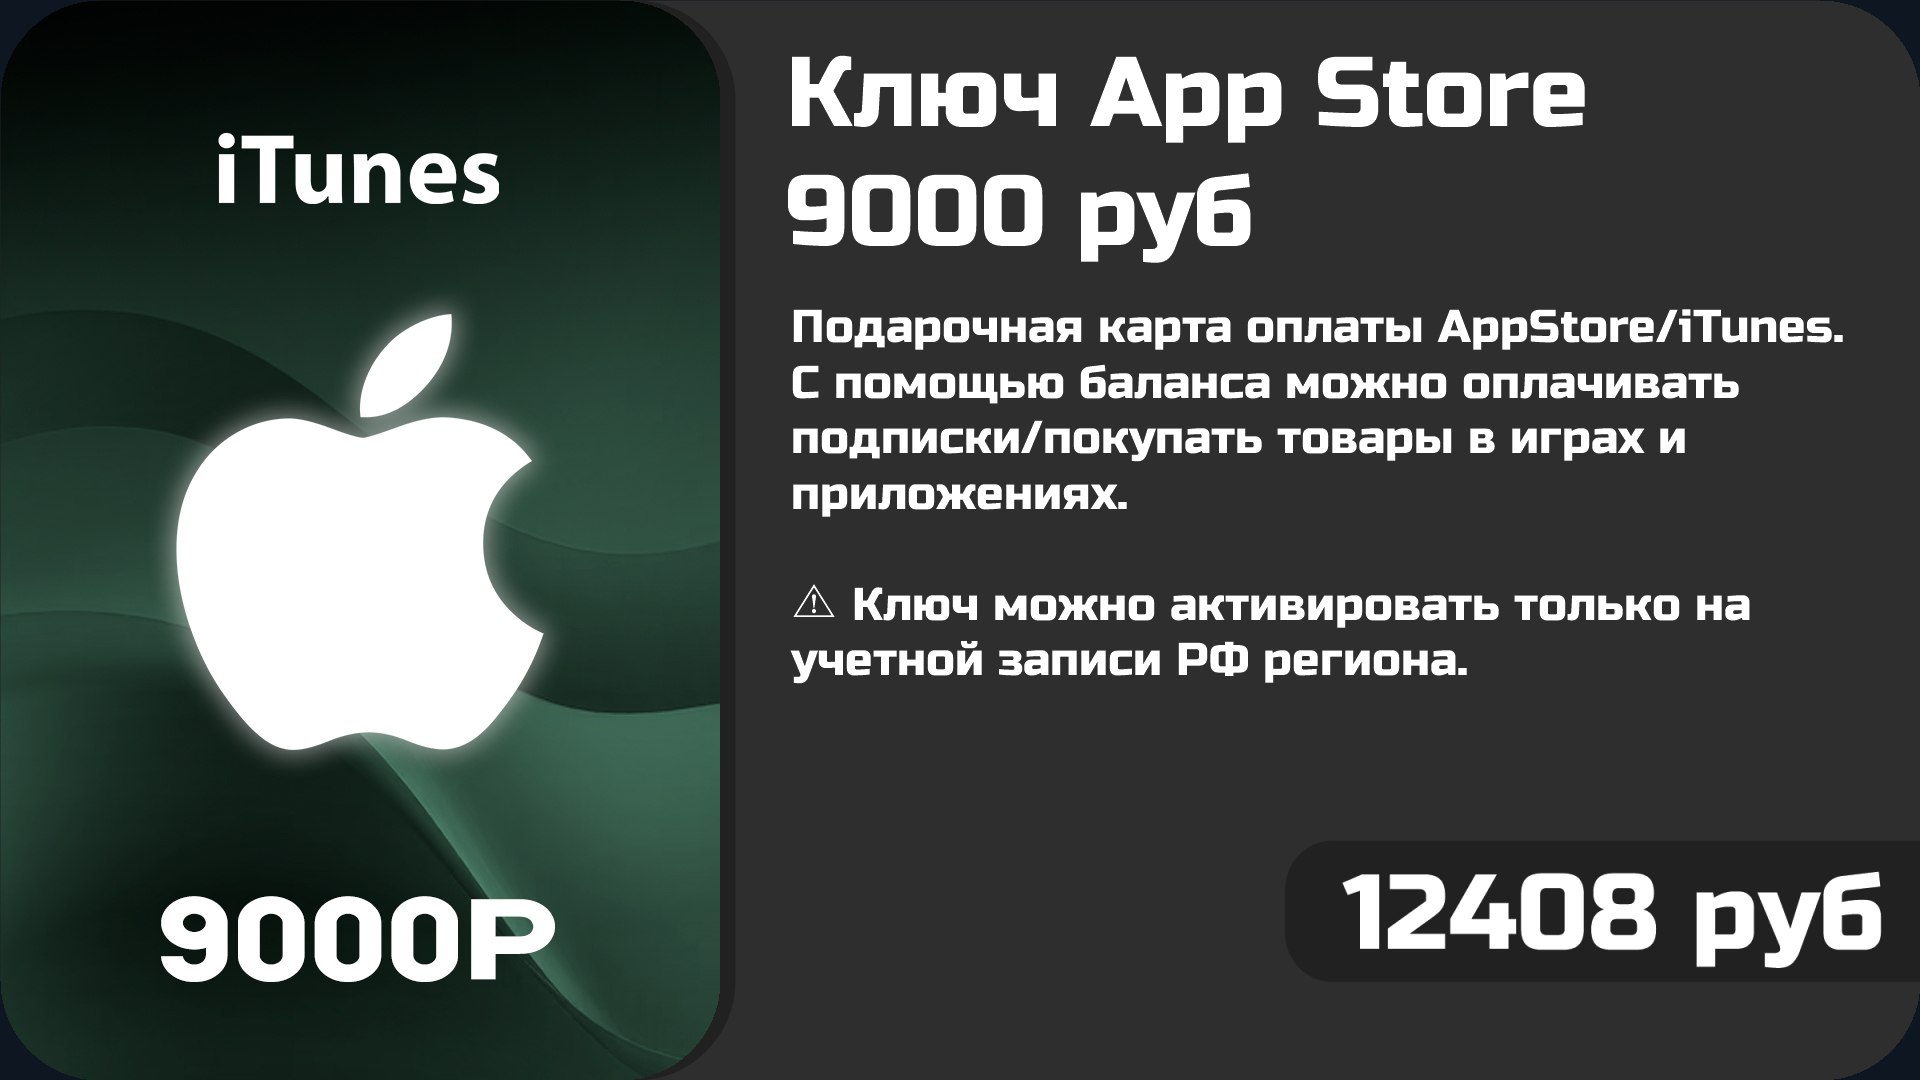 iTunes
9000Р
Ключ App Store
9000 руб
Подарочная карта оплаты AppStore/iTunes.
С помощью баланса можно оплачивать
подписки/покупать товары в играх и
приложениях.
⚠ Ключ можно активировать только на
учетной записи РФ региона.
12408 руб